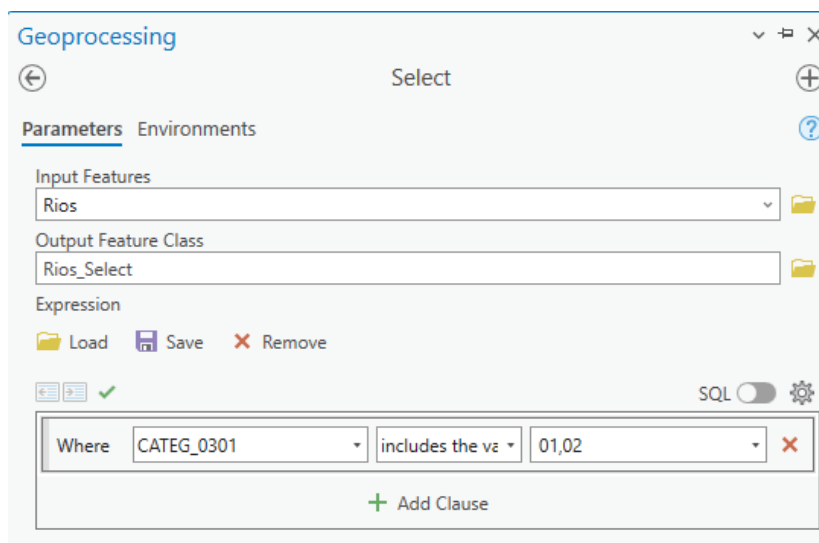 Geoprocessing
Select
Parameters Environments
Input Features
Rios
Output Feature Class
Rios_Select
Expression
Load Save Remove
SQL
Where CATEG_0301 includes the va 01,02
Add Clause